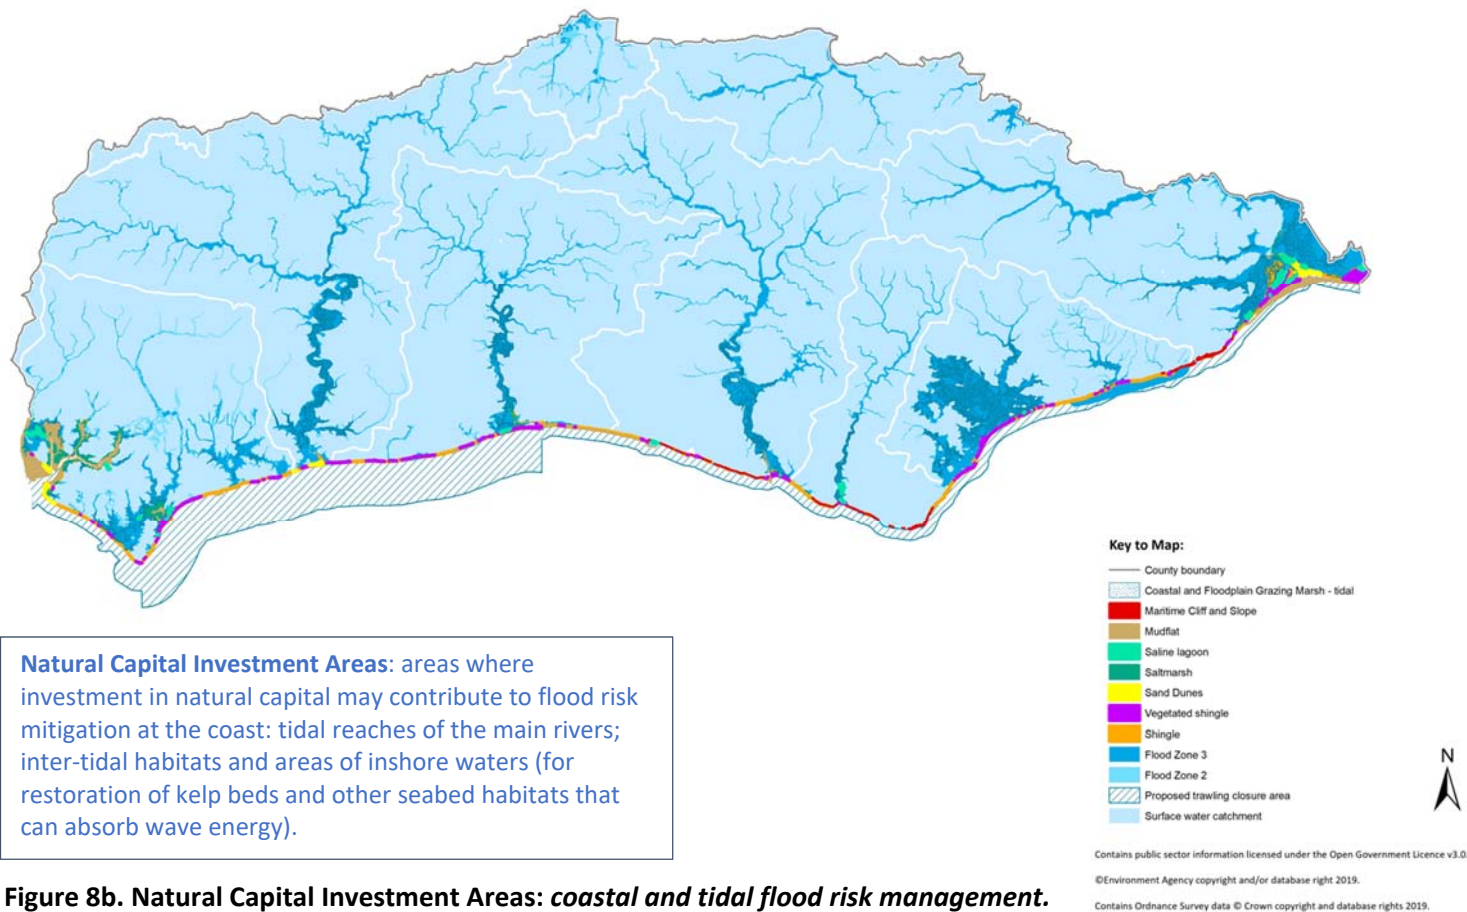 Key to Map:
County boundary
Coastal and Floodplain Grazing Marsh - tidal
Maritime Cliff and Slope
Mudflat
Saline lagoon
Saltmarsh
Sand Dunes
Vegetated shingle
Shingle
Flood Zone 3
Flood Zone 2
Proposed trawling closure area
Surface water catchment
N
Natural Capital Investment Areas: areas where
investment in natural capital may contribute to flood risk
mitigation at the coast: tidal reaches of the main rivers;
inter-tidal habitats and areas of inshore waters (for
restoration of kelp beds and other seabed habitats that
can absorb wave energy).
Contains public sector information licensed under the Open Government Licence v3.0.
©Environment Agency copyright and/or database right 2019.
Contains Ordnance Survey data © Crown copyright and database rights 2019.
Figure 8b. Natural Capital Investment Areas: coastal and tidal flood risk management.